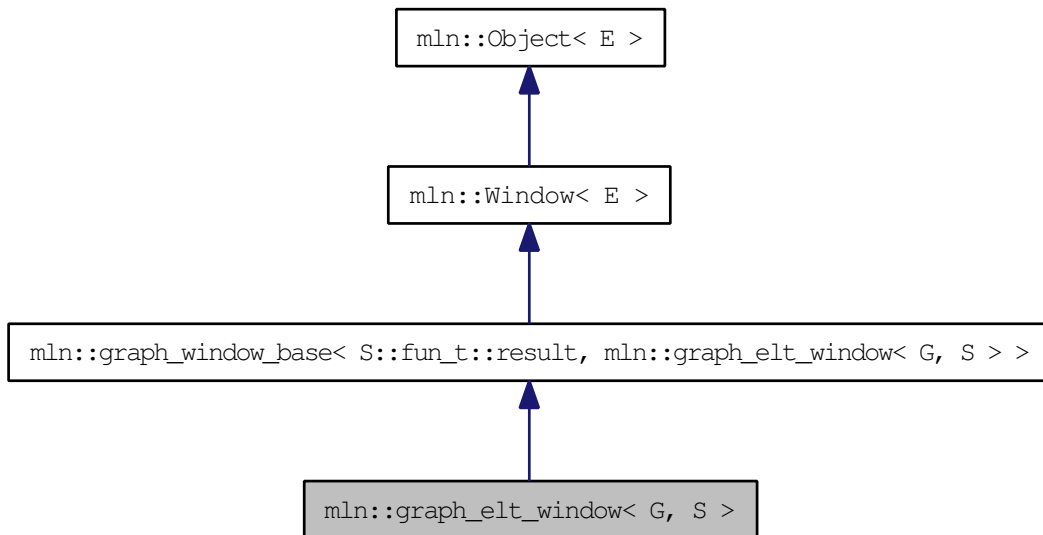 mln::Object< E >
mln::Window< E >
mln::graph_window_base< S::fun_t::result, mln::graph_elt_window< G, S > >
mln::graph_elt_window< G, S >